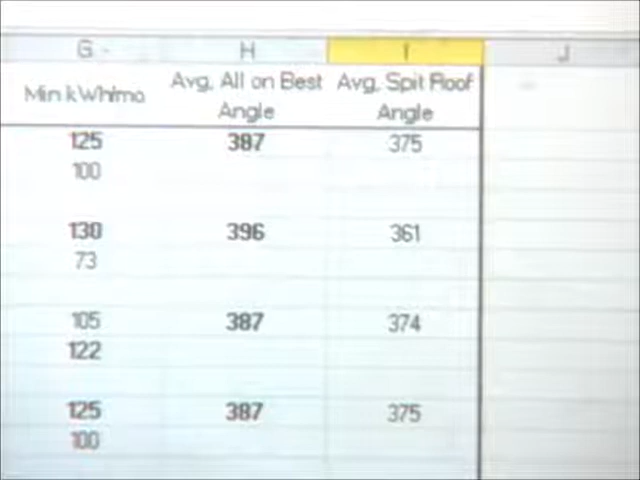 G H I J
Min kWh/mo Avg, All on Best Angle Avg, Spit Roof Angle
125 387 375
100
130 396 361
73
105 387 374
122
125 387 375
100